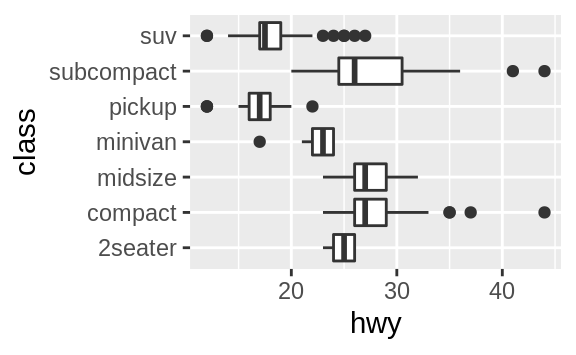 suv
subcompact
pickup
minivan
midsize
compact
2seater
class
20 30 40
hwy